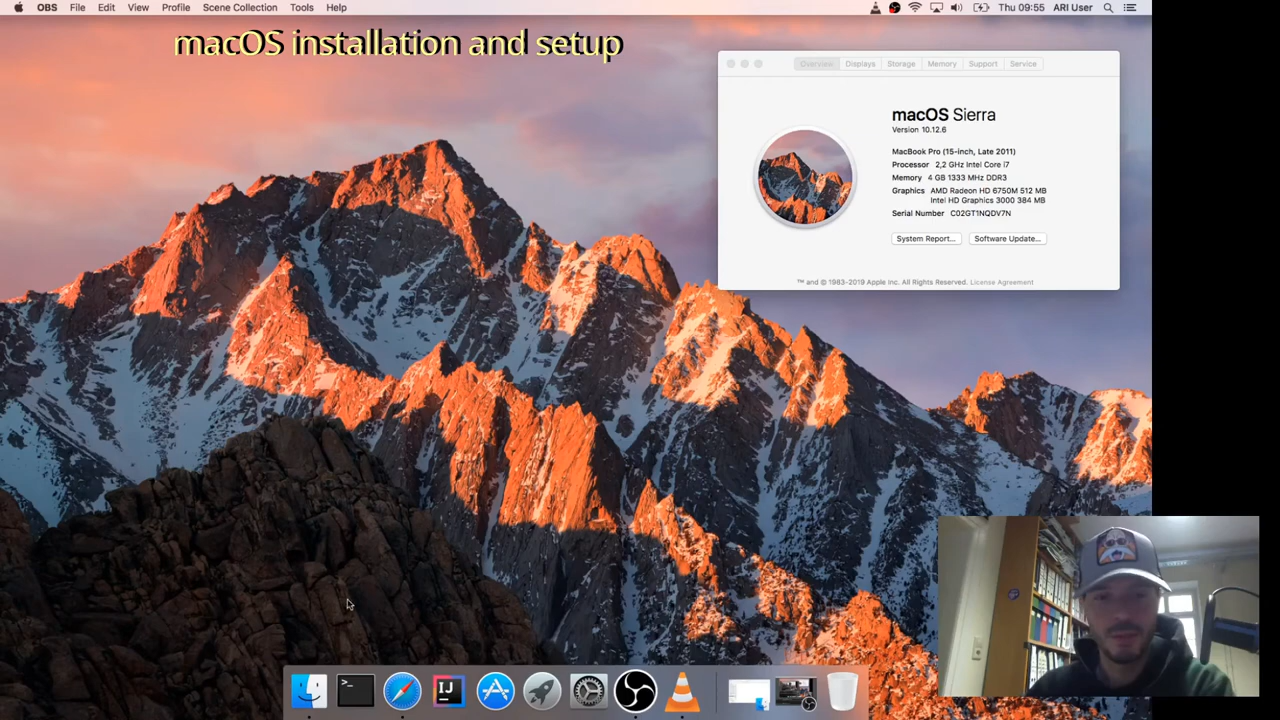 OBS File Edit View Profile Scene Collection Tools Help Thu 09:55 ARI User
macOS installation and setup
Overview Displays Storage Memory Support Service
macOS Sierra
Version 10.12.6
MacBook Pro (15-inch, Late 2011)
Processor 2,2 GHz Intel Core i7
Memory 4 GB 1333 MHz DDR3
Graphics AMD Radeon HD 6750M 512 MB
Intel HD Graphics 3000 384 MB
Serial Number C02GT1NQDV7N
System Report... Software Update...
™ and © 1983-2019 Apple Inc. All Rights Reserved. License Agreement
>_
IJ